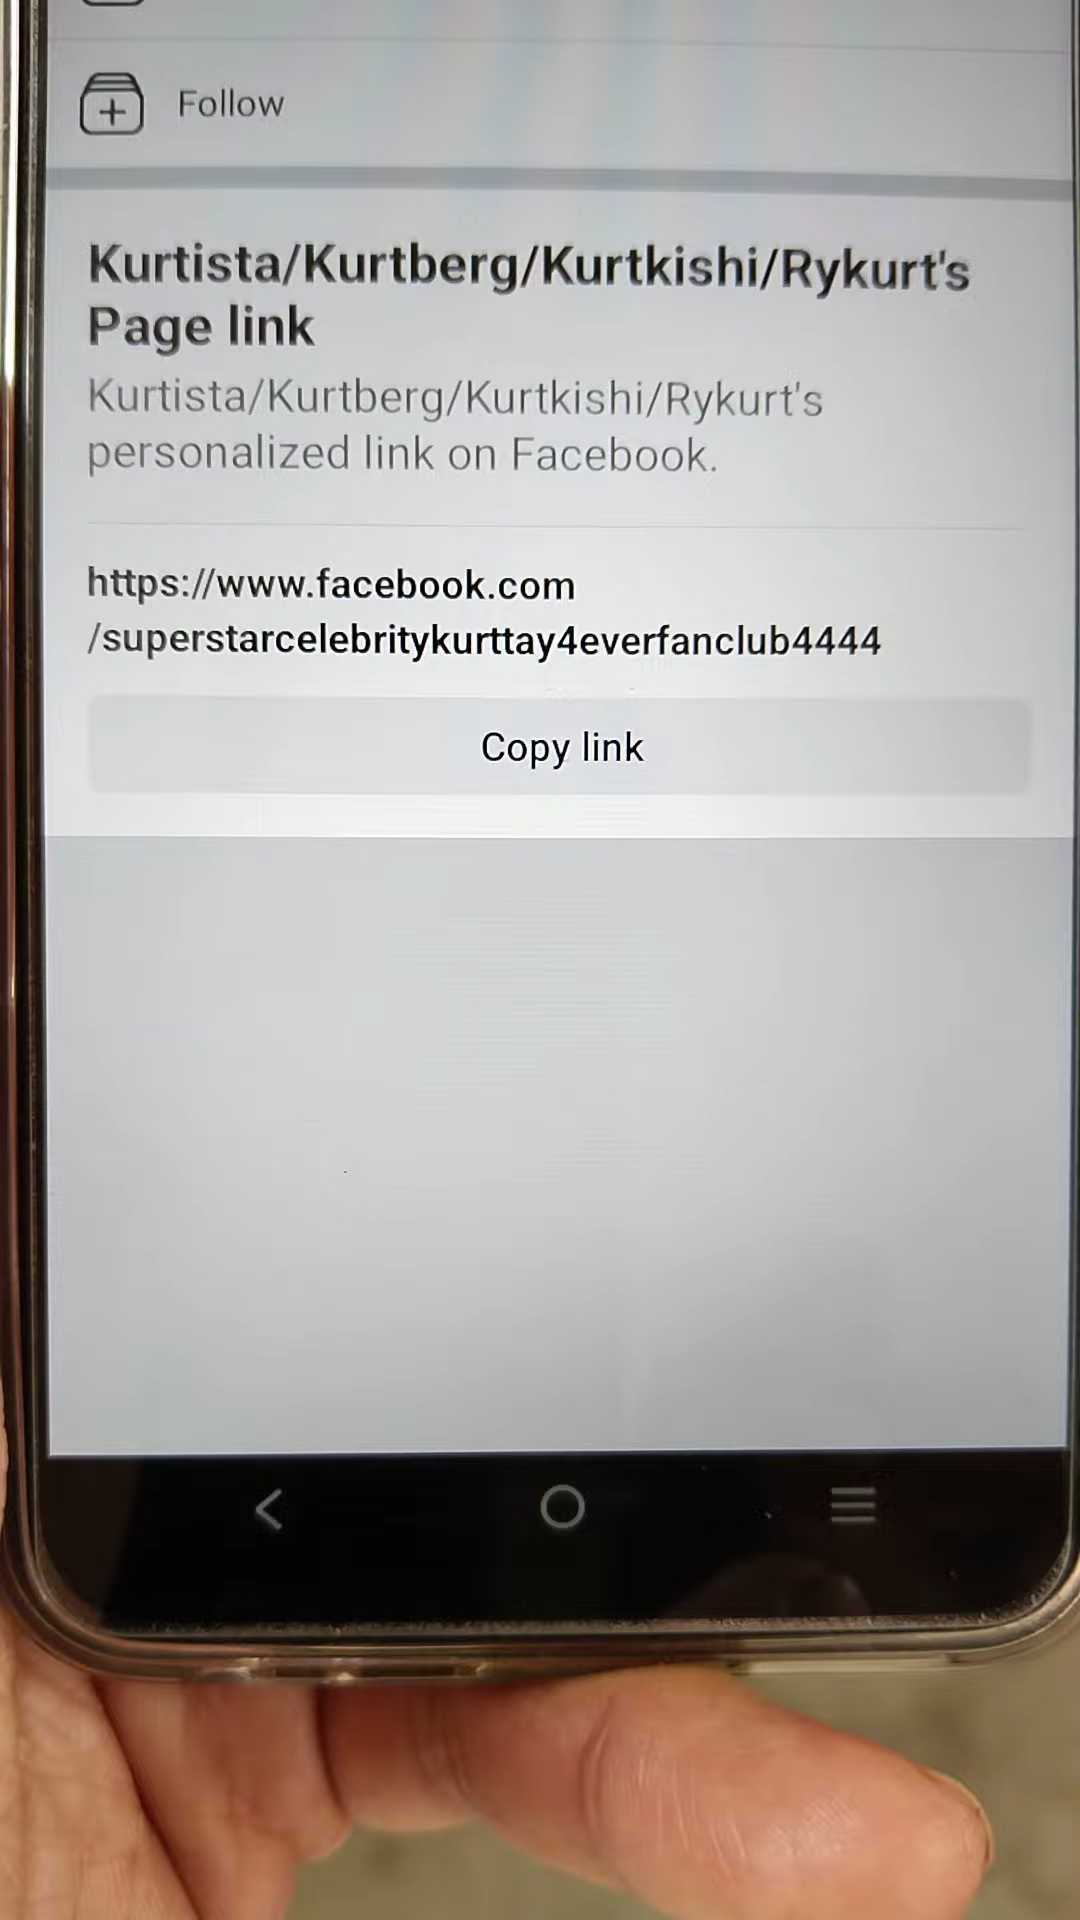 Follow
Kurtista/Kurtberg/Kurtkishi/Rykurt's
Page link
Kurtista/Kurtberg/Kurtkishi/Rykurt's
personalized link on Facebook.
https://www.facebook.com
/superstarcelebritykurttay4everfanclub4444
Copy link